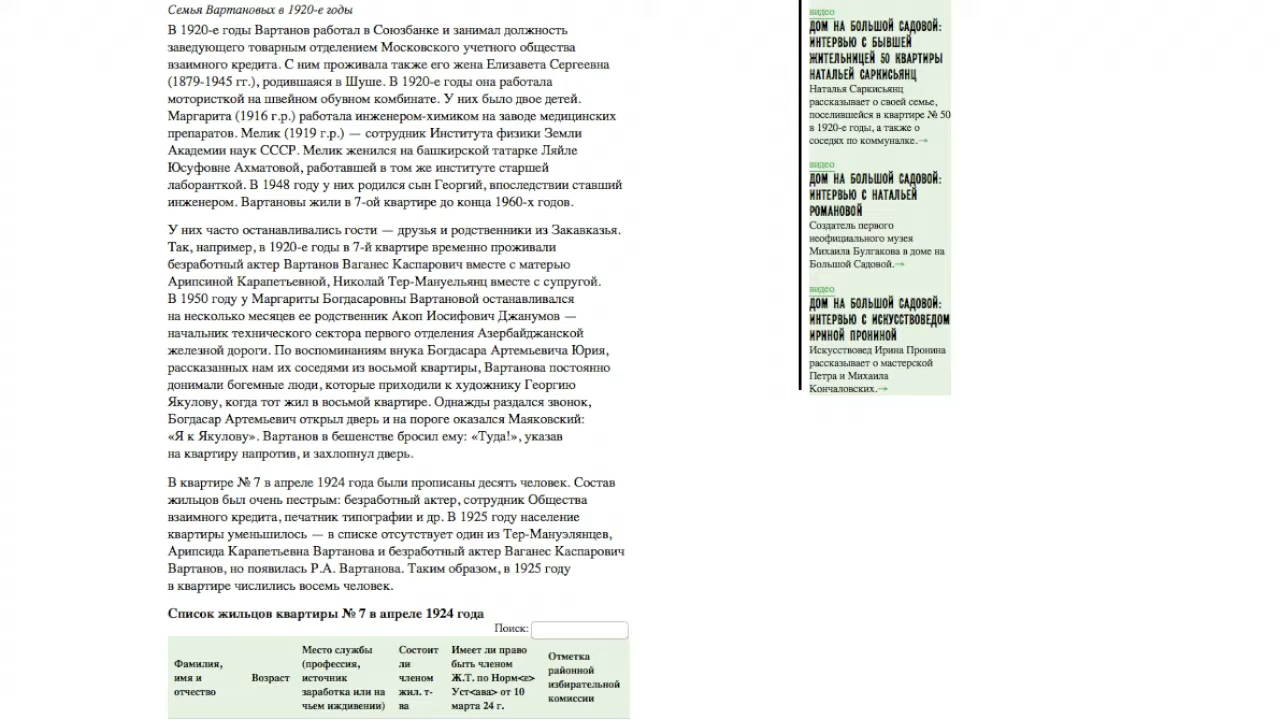 Семья Вартановых в 1920-е годы
В 1920-е годы Вартанов работал в Союзбанке и занимал должность
заведующего товарным отделением Московского учетного общества
взаимного кредита. С ним проживала также его жена Елизавета Сергеевна
(1879-1945 гг.), родившаяся в Шуше. В 1920-е годы она работала
мотористкой на швейном обувном комбинате. У них было двое детей.
Маргарита (1916 г.р.) работала инженером-химиком на заводе медицинских
препаратов. Мелик (1919 г.р.) — сотрудник Института физики Земли
Академии наук СССР. Мелик женился на башкирской татарке Ляйле
Юсуфовне Ахматовой, работавшей в том же институте старшей
лаборанткой. В 1948 году у них родился сын Георгий, впоследствии ставший
инженером. Вартановы жили в 7-ой квартире до конца 1960-х годов.
У них часто останавливались гости — друзья и родственники из Закавказья.
Так, например, в 1920-е годы в 7-й квартире временно проживали
безработный актер Вартанов Ваганес Каспарович вместе с матерью
Арипсиной Карапетьевной, Николай Тер-Мануельянц вместе с супругой.
В 1950 году у Маргариты Богдасаровны Вартановой останавливался
на несколько месяцев ее родственник Акоп Иосифович Джанумов —
начальник технического сектора первого отделения Азербайджанской
железной дороги. По воспоминаниям внука Богдасара Артемьевича Юрия,
рассказанных нам их соседями из восьмой квартиры, Вартанова постоянно
донимали богемные люди, которые приходили к художнику Георгию
Якулову, когда тот жил в восьмой квартире. Однажды раздался звонок,
Богдасар Артемьевич открыл дверь и на пороге оказался Маяковский:
«Я к Якулову». Вартанов в бешенстве бросил ему: «Туда!», указав
на квартиру напротив, и захлопнул дверь.
В квартире № 7 в апреле 1924 года были прописаны десять человек. Состав
жильцов был очень пестрым: безработный актер, сотрудник Общества
взаимного кредита, печатник типографии и др. В 1925 году население
квартиры уменьшилось — в списке отсутствует один из Тер-Мануэлянцев,
Арипсида Карапетьевна Вартанова и безработный актер Ваганес Каспарович
Вартанов, но появилась Р.А. Вартанова. Таким образом, в 1925 году
в квартире числились восемь человек.
Список жильцов квартиры № 7 в апреле 1924 года
Поиск:
Фамилия,
имя и
отчество
Возраст
Место службы
(профессия,
источник
заработка или на
чьем иждивении)
Состоит
ли
членом
жил. т-
ва
Имеет ли право
быть членом
Ж.Т. по Норм<е>
Уст<ава> от 10
марта 24 г.
Отметка
районной
избирательной
комиссии
видео
ДОМ НА БОЛЬШОЙ САДОВОЙ:
ИНТЕРВЬЮ С БЫВШЕЙ
ЖИТЕЛЬНИЦЕЙ 50 КВАРТИРЫ
НАТАЛЬЕЙ САРКИСЬЯНЦ
Наталья Саркисьянц
рассказывает о своей семье,
поселившейся в квартире № 50
в 1920-е годы, а также о
соседях по коммуналке.→
видео
ДОМ НА БОЛЬШОЙ САДОВОЙ:
ИНТЕРВЬЮ С НАТАЛЬЕЙ
РОМАНОВОЙ
Создатель первого
неофициального музея
Михаила Булгакова в доме на
Большой Садовой.→
видео
ДОМ НА БОЛЬШОЙ САДОВОЙ:
ИНТЕРВЬЮ С ИСКУССТВОВЕДОМ
ИРИНОЙ ПРОНИНОЙ
Искусствовед Ирина Пронина
рассказывает о мастерской
Петра и Михаила
Кончаловских.→